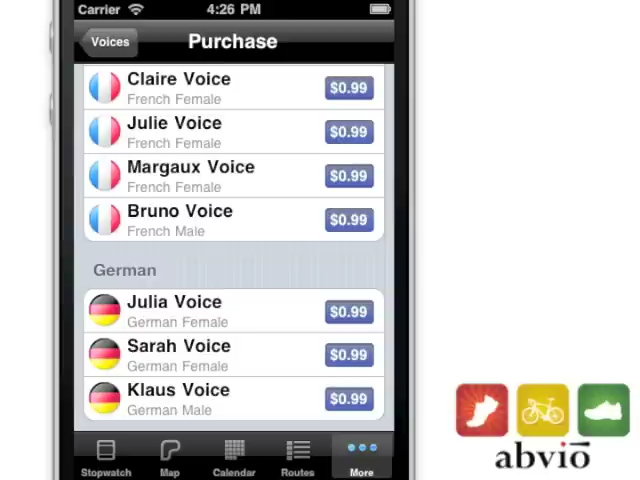 Carrier 4:26 PM
Voices Purchase
Claire Voice
French Female
$0.99
Julie Voice
French Female
$0.99
Margaux Voice
French Female
$0.99
Bruno Voice
French Male
$0.99
German
Julia Voice
German Female
$0.99
Sarah Voice
German Female
$0.99
Klaus Voice
German Male
$0.99
Stopwatch Map Calendar Routes More
abvio